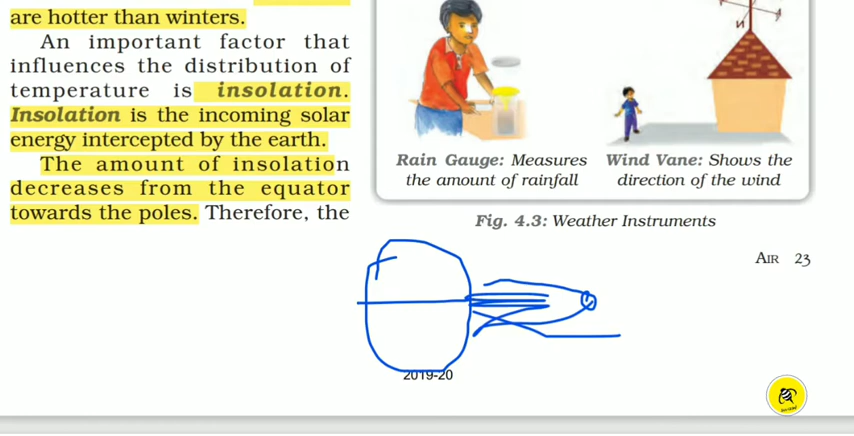 are hotter than winters.
An important factor that
influences the distribution of
temperature is insolation.
Insolation is the incoming solar
energy intercepted by the earth.
The amount of insolation
decreases from the equator
towards the poles. Therefore, the
Rain Gauge: Measures
the amount of rainfall
Wind Vane: Shows the
direction of the wind
Fig. 4.3: Weather Instruments
AIR 23
2019-20